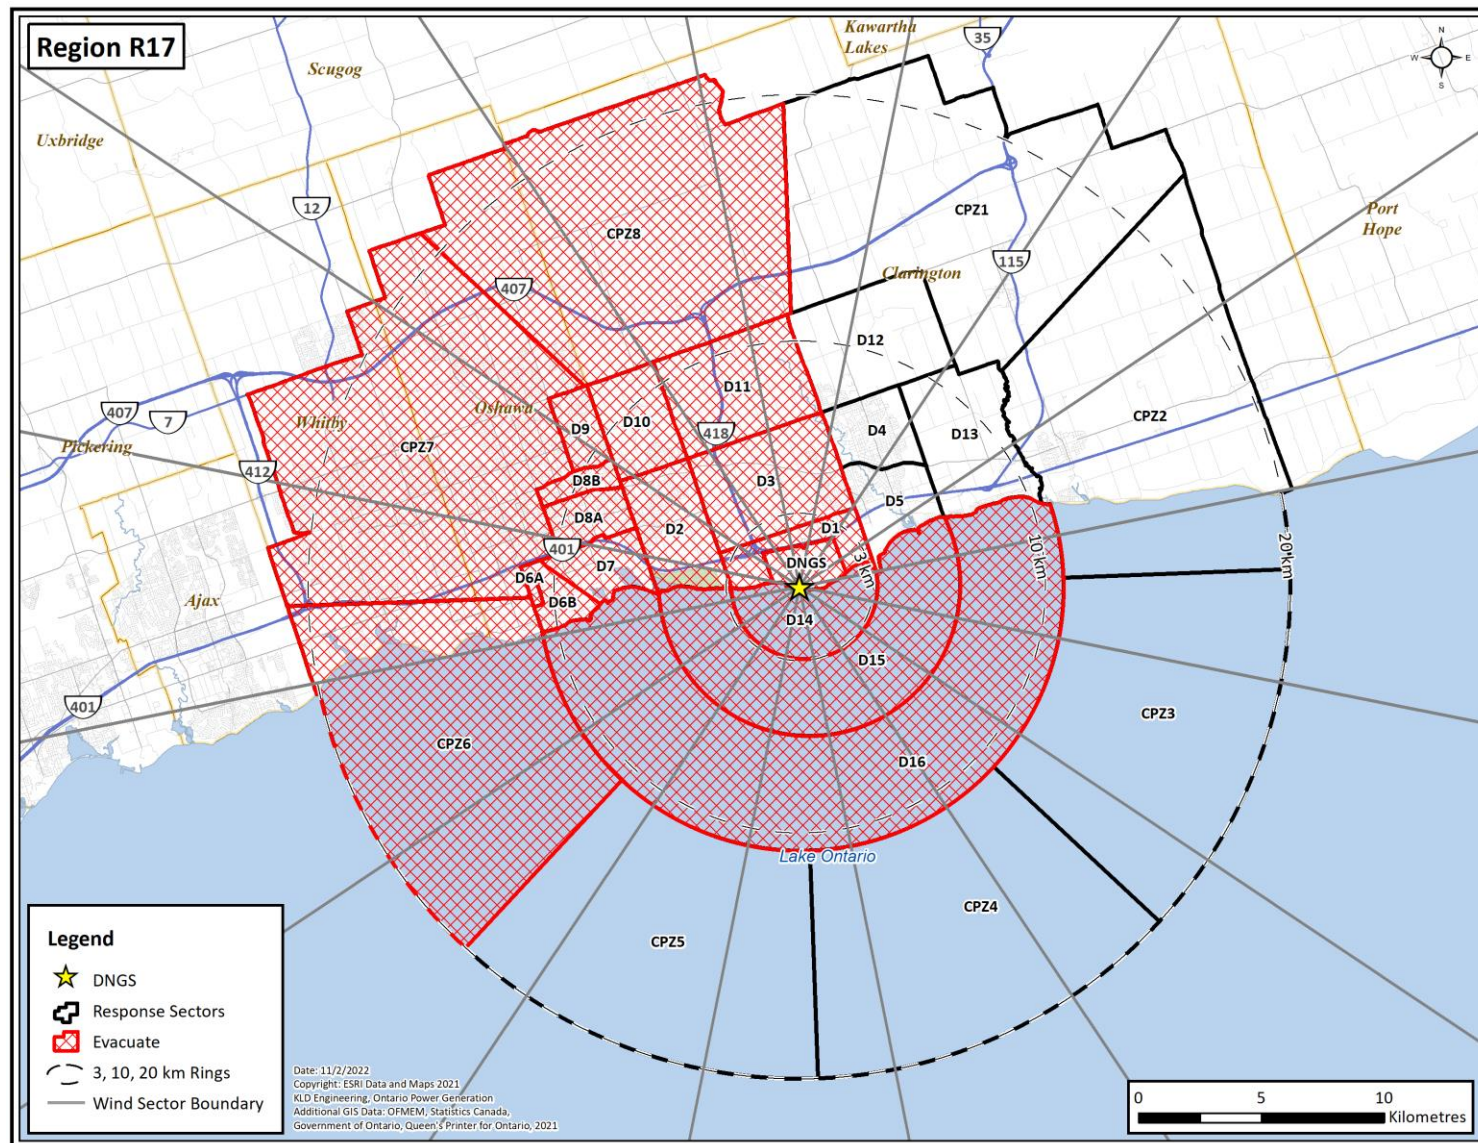 Region R17
Kawartha
Lakes
35
N
W
E
S
Scugog
Uxbridge
12
CPZ8
CPZ1
Port
Hope
115
Clarington
407
D12
D11
407
7
Whitby
Oshawa
D9
D10
418
D4
D13
CPZ2
Pickering
CPZ7
412
D8B
D3
D5
D8A
D2
D1
401
D7
DNGS
3 km
10 km
20 km
D6A
D6B
Ajax
D14
D15
401
CPZ6
CPZ3
D16
Lake Ontario
CPZ4
CPZ5
Legend
DNGS
Response Sectors
Evacuate
3, 10, 20 km Rings
Wind Sector Boundary
Date: 11/2/2022
Copyright: ESRI Data and Maps 2021
KLD Engineering, Ontario Power Generation
Additional GIS Data: OFMEM, Statistics Canada,
Government of Ontario, Queen's Printer for Ontario, 2021
0 5 10
Kilometres